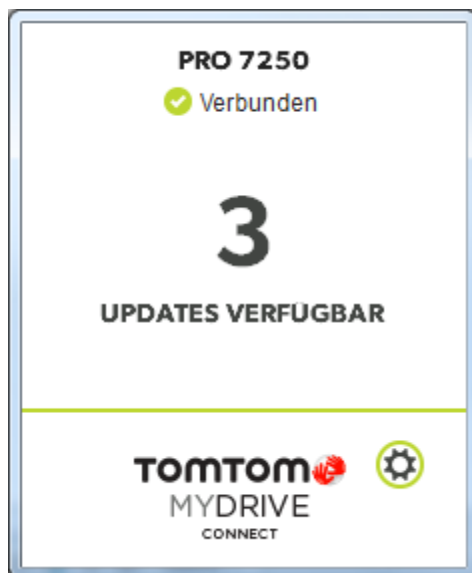 PRO 7250
Verbunden
3
UPDATES VERFÜGBAR
TOMTOM
MYDRIVE
CONNECT